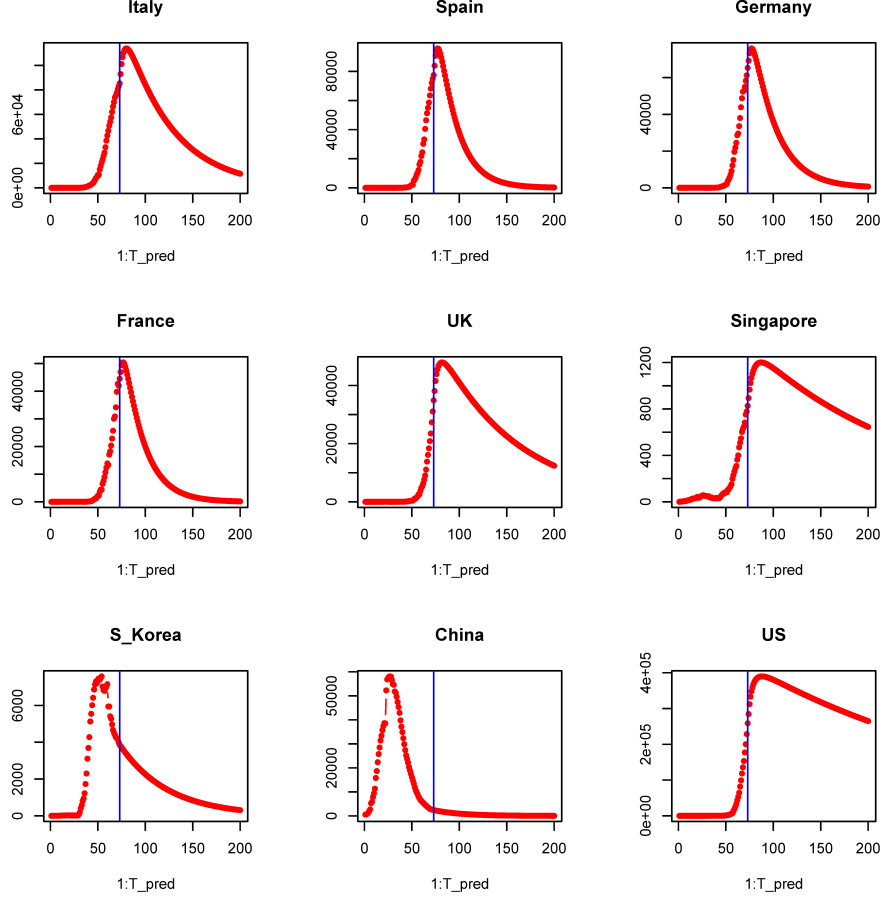 Italy Spain Germany
0e+00 6e+04 0 40000 80000 0 40000
0 50 100 150 200 0 50 100 150 200 0 50 100 150 200
1:T_pred 1:T_pred 1:T_pred
France UK Singapore
0 20000 40000 0 20000 40000 0 400 800 1200
0 50 100 150 200 0 50 100 150 200 0 50 100 150 200
1:T_pred 1:T_pred 1:T_pred
S_Korea China US
0 2000 6000 0 20000 50000 0e+00 2e+05 4e+05
0 50 100 150 200 0 50 100 150 200 0 50 100 150 200
1:T_pred 1:T_pred 1:T_pred